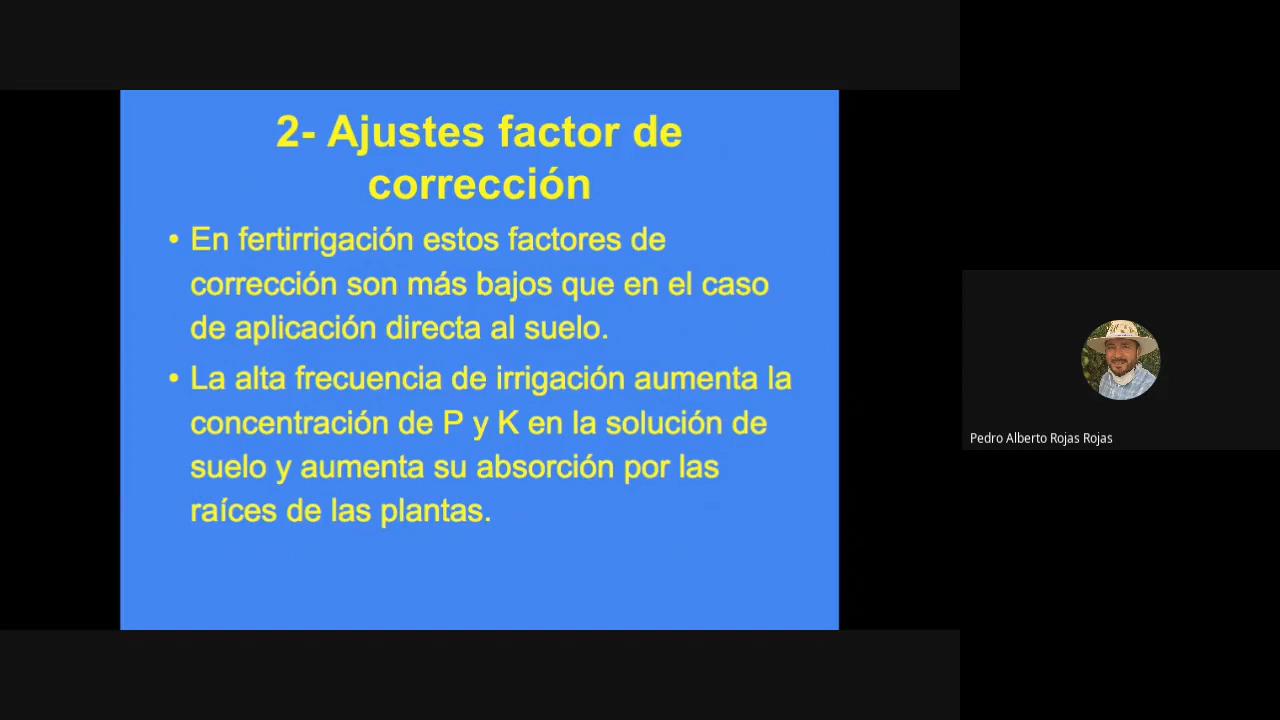 2- Ajustes factor de
corrección
• En fertirrigación estos factores de
corrección son más bajos que en el caso
de aplicación directa al suelo.
• La alta frecuencia de irrigación aumenta la
concentración de P y K en la solución de
suelo y aumenta su absorción por las
raíces de las plantas.
Pedro Alberto Rojas Rojas